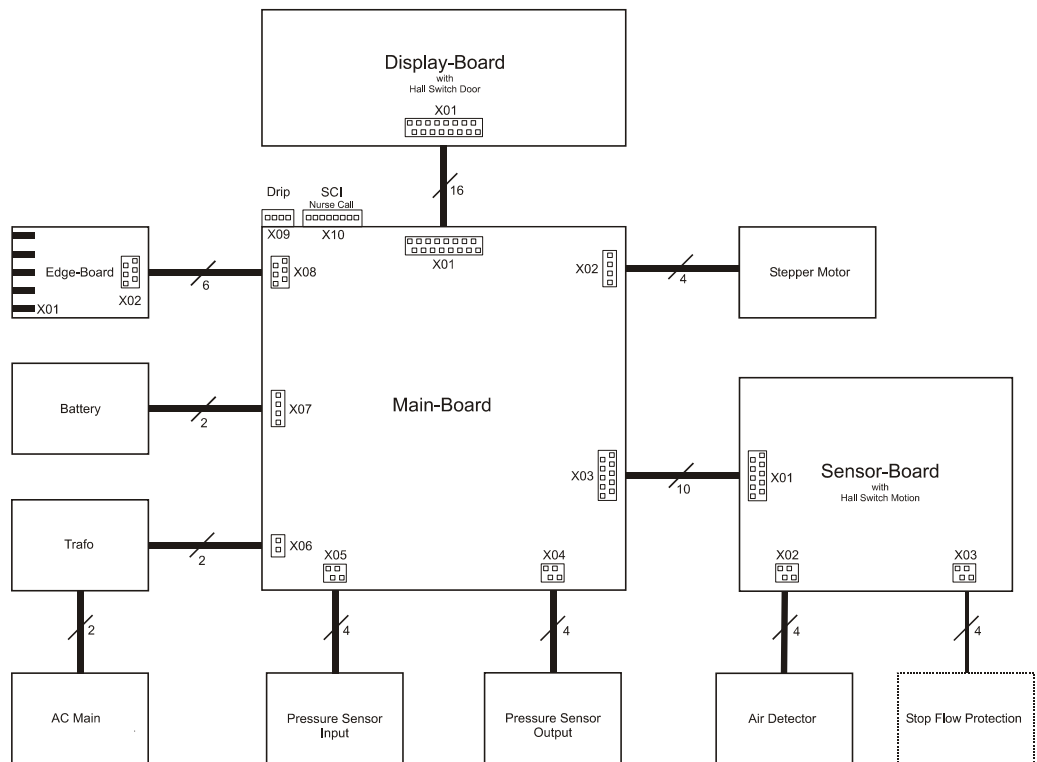 Display-Board
with
Hall Switch Door
X01
16
Drip
SCI
Nurse Call
X09
X10
X01
Edge-Board
X02
X01
6
X08
X02
4
Stepper Motor
Battery
2
X07
Main-Board
X03
10
X01
Sensor-Board
with
Hall Switch Motion
Trafo
2
X06
X05
X04
X02
X03
2
4
4
4
4
AC Main
Pressure Sensor
Input
Pressure Sensor
Output
Air Detector
Stop Flow Protection